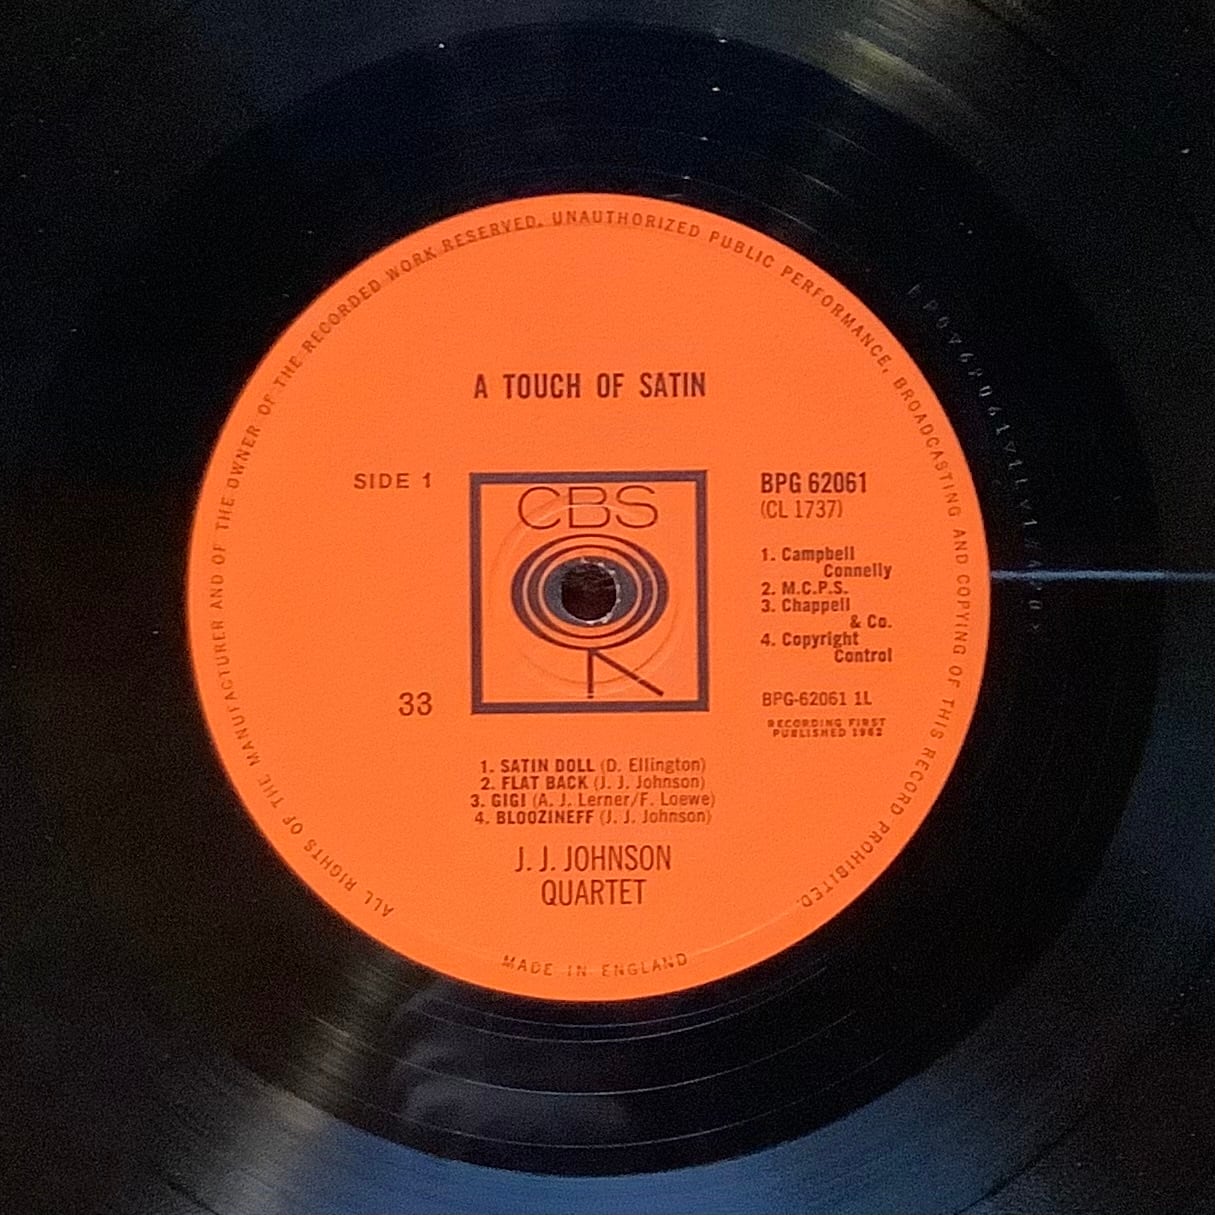 ALL RIGHTS OF THE MANUFACTURER AND OF THE OWNER OF THE RECORDED WORK RESERVED. UNAUTHORIZED PUBLIC PERFORMANCE, BROADCASTING AND COPYING OF THIS RECORD PROHIBITED.
A TOUCH OF SATIN
SIDE 1
CBS
BPG 62061
(CL 1737)
1. Campbell
Connelly
2. M.C.P.S.
3. Chappell
& Co.
4. Copyright
Control
33
BPG-62061 1L
RECORDING FIRST
PUBLISHED 1962
1. SATIN DOLL (D. Ellington)
2. FLAT BACK (J. J. Johnson)
3. GIGI (A. J. Lerner/F. Loewe)
4. BLOOZINEFF (J. J. Johnson)
J. J. JOHNSON
QUARTET
MADE IN ENGLAND